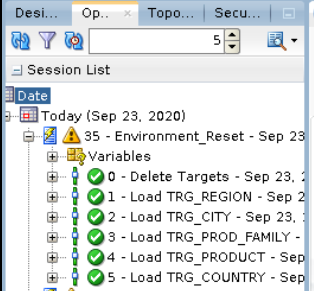 Desi... Op... Topo... Secu...
5
Session List
Date
Today (Sep 23, 2020)
35 - Environment_Reset - Sep 23
Variables
0 - Delete Targets - Sep 23,
1 - Load TRG_REGION - Sep 2
2 - Load TRG_CITY - Sep 23,
3 - Load TRG_PROD_FAMILY -
4 - Load TRG_PRODUCT - Sep
5 - Load TRG_COUNTRY - Sep